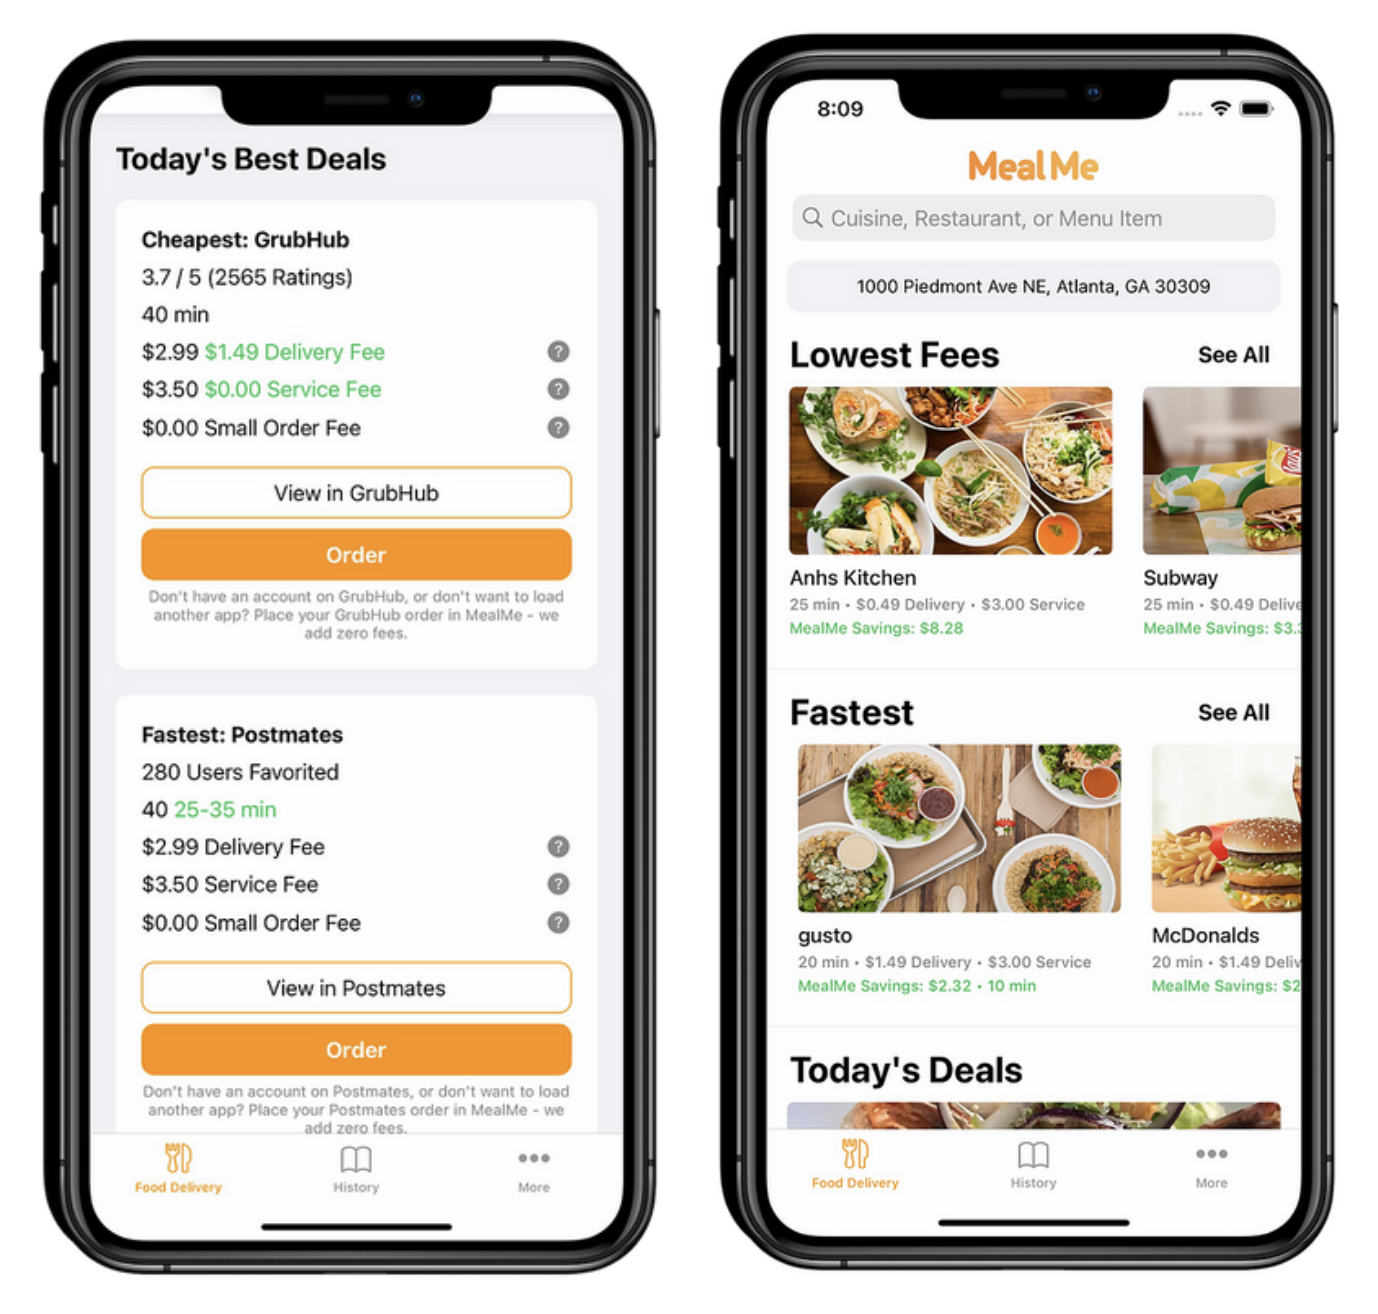 Today's Best Deals
Cheapest: GrubHub
3.7 / 5 (2565 Ratings)
40 min
$2.99 $1.49 Delivery Fee
?
$3.50 $0.00 Service Fee
?
$0.00 Small Order Fee
?
View in GrubHub
Order
Don't have an account on GrubHub, or don't want to load
another app? Place your GrubHub order in MealMe - we
add zero fees.
Fastest: Postmates
280 Users Favorited
40 25-35 min
$2.99 Delivery Fee
?
$3.50 Service Fee
?
$0.00 Small Order Fee
?
View in Postmates
Order
Don't have an account on Postmates, or don't want to load
another app? Place your Postmates order in MealMe - we
add zero fees.
Food Delivery
History
More
8:09
MealMe
Cuisine, Restaurant, or Menu Item
1000 Piedmont Ave NE, Atlanta, GA 30309
Lowest Fees
See All
Anhs Kitchen
25 min • $0.49 Delivery • $3.00 Service
MealMe Savings: $8.28
Subway
25 min • $0.49 Delive
MealMe Savings: $3.3
Fastest
See All
gusto
20 min • $1.49 Delivery • $3.00 Service
MealMe Savings: $2.32 • 10 min
McDonalds
20 min • $1.49 Deliv
MealMe Savings: $2
Today's Deals
Food Delivery
History
More